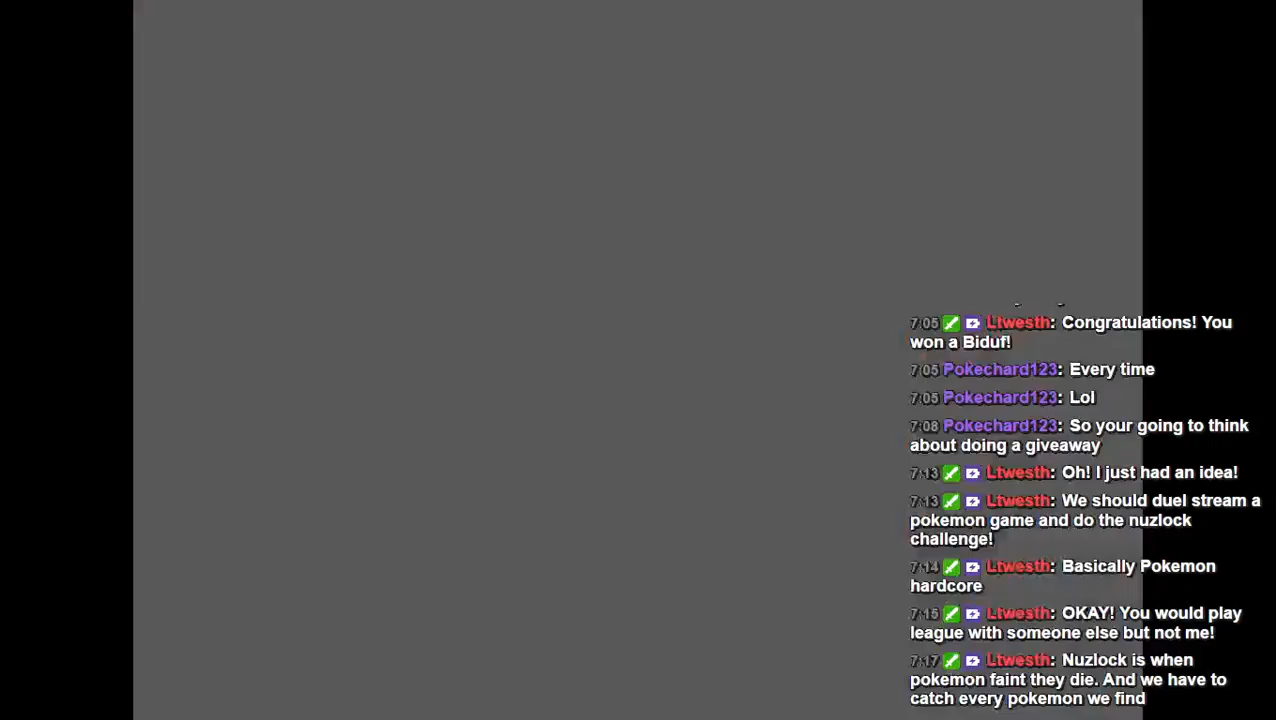 7:05 Ltwesth: Congratulations! You
won a Biduf!
7:05 Pokechard123: Every time
7:05 Pokechard123: Lol
7:08 Pokechard123: So your going to think
about doing a giveaway
7:13 Ltwesth: Oh! I just had an idea!
7:13 Ltwesth: We should duel stream a
pokemon game and do the nuzlock
challenge!
7:14 Ltwesth: Basically Pokemon
hardcore
7:15 Ltwesth: OKAY! You would play
league with someone else but not me!
7:17 Ltwesth: Nuzlock is when
pokemon faint they die. And we have to
catch every pokemon we find